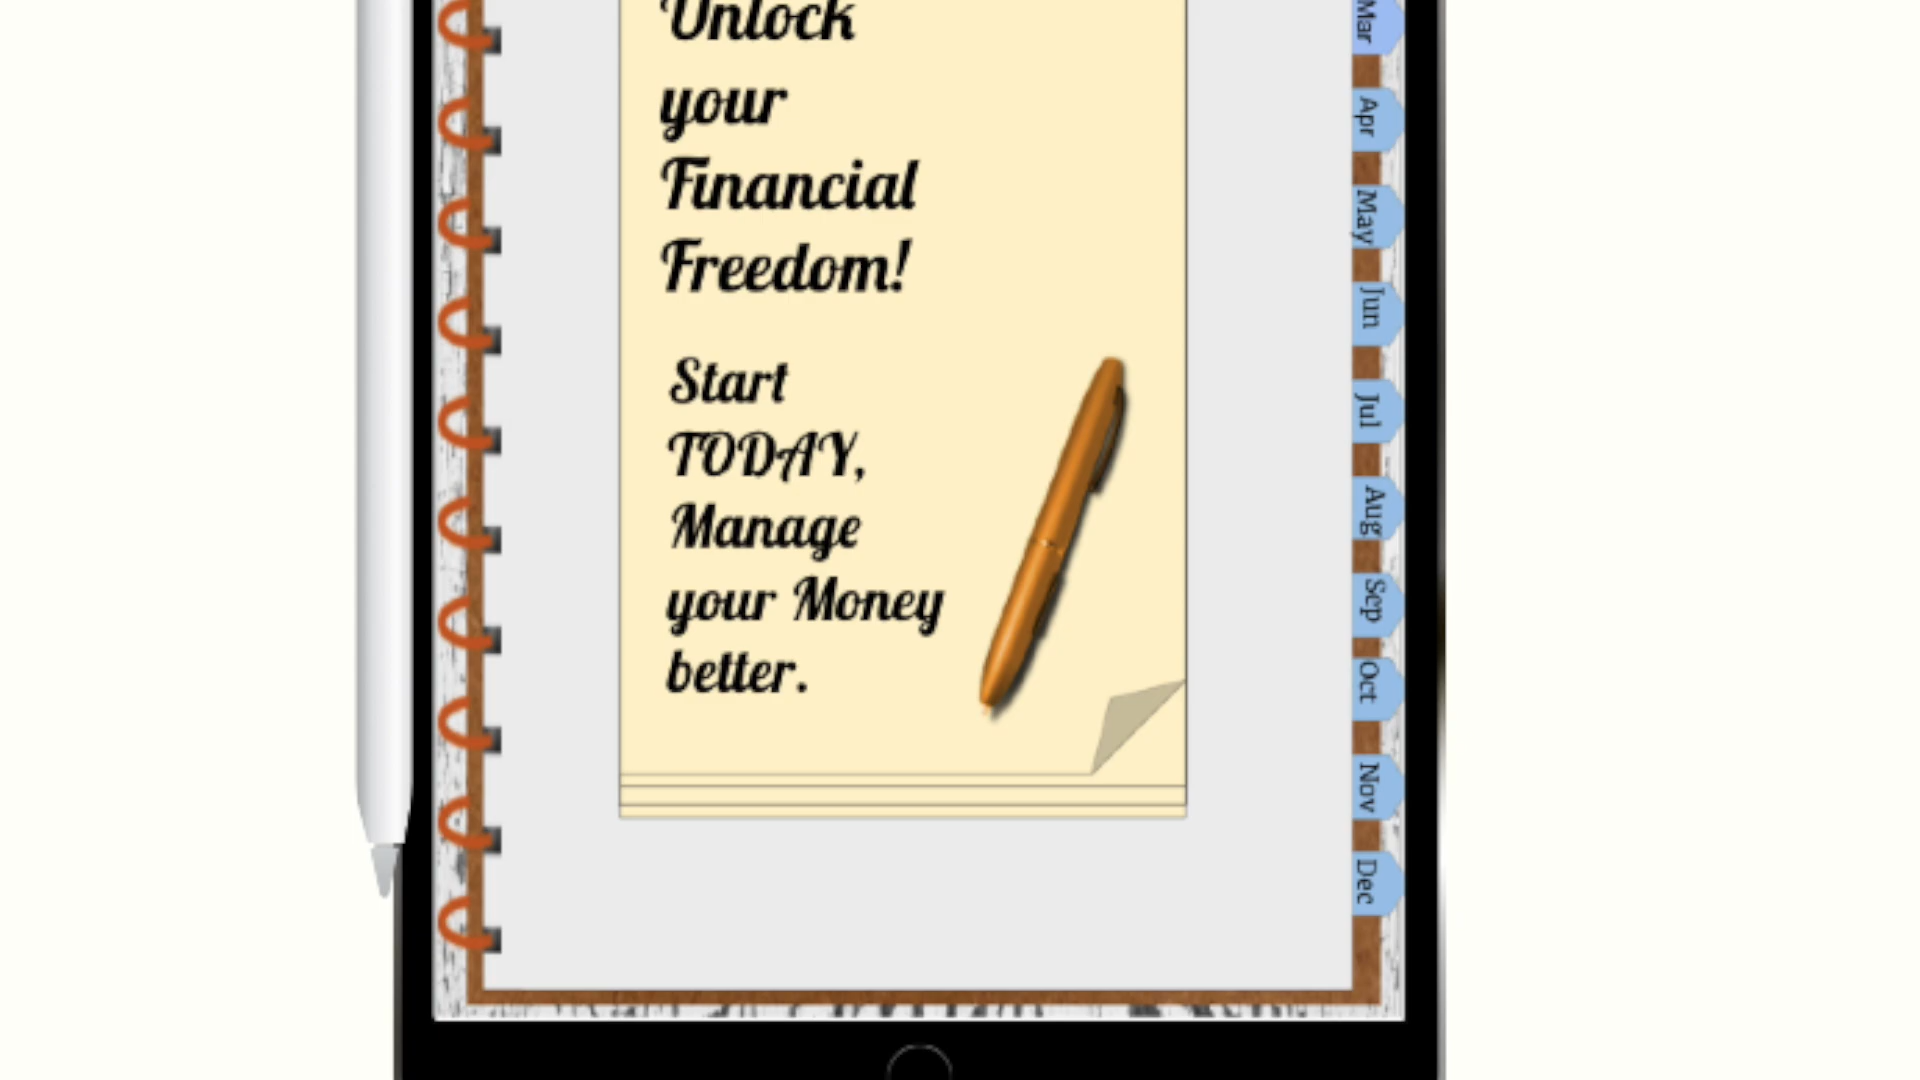 Unlock
your
Financial
Freedom!
Start
TODAY,
Manage
your Money
better.
Mar
Apr
May
Jun
Jul
Aug
Sep
Oct
Nov
Dec